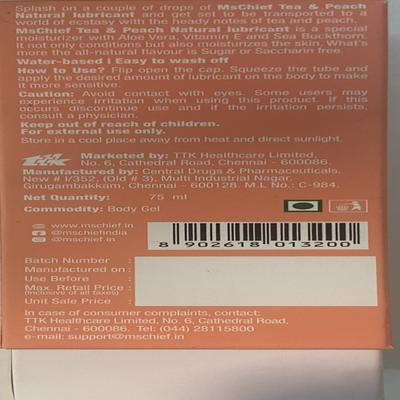 Splash on a couple of drops of MsChief Tea & Peach
Natural lubricant and get set to be transported to a
world of ecstasy with the heady notes of tea and peach.
MsChief Tea & Peach Natural lubricant is a special
moisturizer with Aloe Vera, Vitamin E and Sea Buckthorn.
It not only conditions but also moisturizes the skin. What's
more the all-natural flavour is Sugar or Saccharin free.
Water-based I Easy to wash off
How to Use? Flip open the cap. Squeeze the tube and
apply the desired amount of lubricant on the body to make
it more sensitive.
Caution: Avoid contact with eyes. Some users may
experience irritation when using this product. If this
occurs discontinue use and if the irritation persists,
consult a physician.
Keep out of reach of children.
For external use only.
Store in a cool place away from heat and direct sunlight.
ttk Marketed by: TTK Healthcare Limited,
No. 6, Cathedral Road, Chennai - 600086.
Manufactured by: Central Drugs & Pharmaceuticals,
New # I/352, (Old # 3), Multi Industrial Nagar,
Girugambakkam, Chennai - 600128. M.L No.: C-984.
Net Quantity: 75 ml
Commodity: Body Gel
www.mschief.in
@mschiefindia
@mschief.in
8 902618 013200
Batch Number :
Manufactured on :
Use Before :
Max. Retail Price :
(inclusive of all taxes)
Unit Sale Price :
In case of consumer complaints, contact:
TTK Healthcare Limited, No. 6, Cathedral Road,
Chennai - 600086. Tel: (044) 28115800
e-mail: support@mschief.in